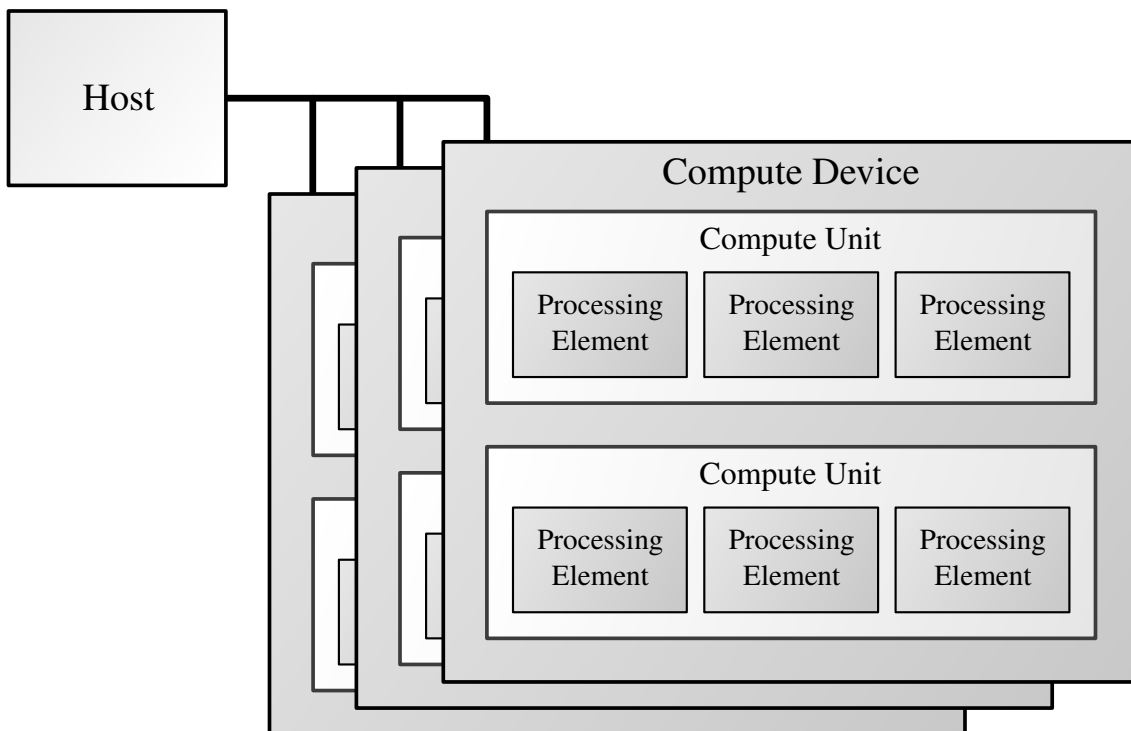 Host
Compute Device
Compute Unit
Processing Processing Processing
Element Element Element
Compute Unit
Processing Processing Processing
Element Element Element